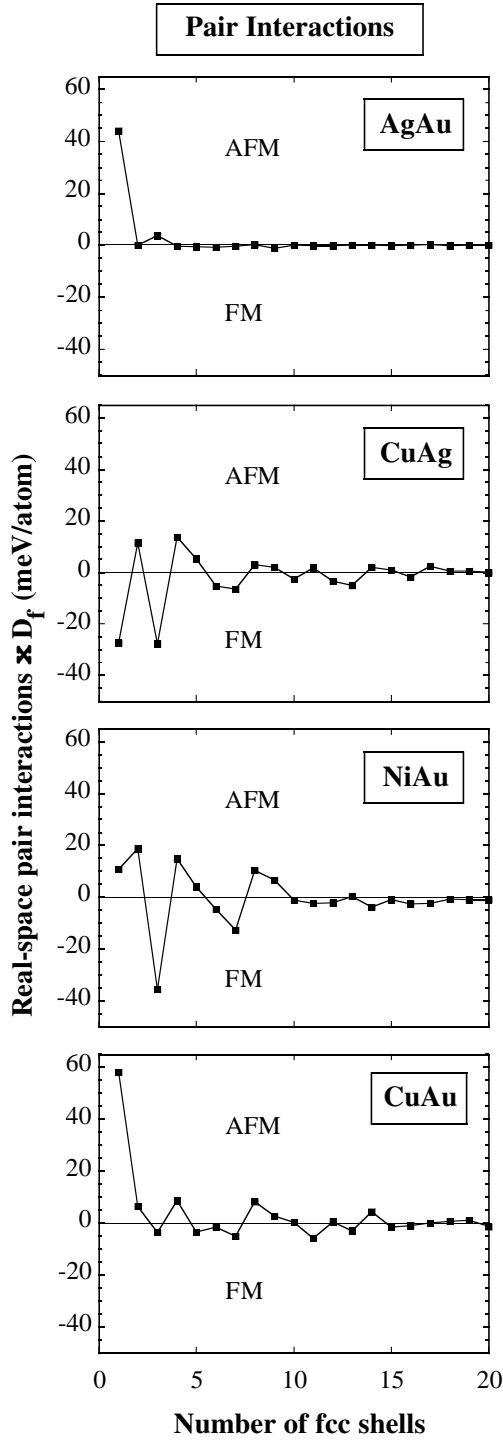 Pair Interactions
60
40
20
0
-20
-40
AgAu
AFM
FM
60
40
20
0
-20
-40
CuAg
AFM
FM
60
40
20
0
-20
-40
NiAu
AFM
FM
60
40
20
0
-20
-40
CuAu
AFM
FM
0 5 10 15 20
Number of fcc shells
Real-space pair interactions × D_f (meV/atom)